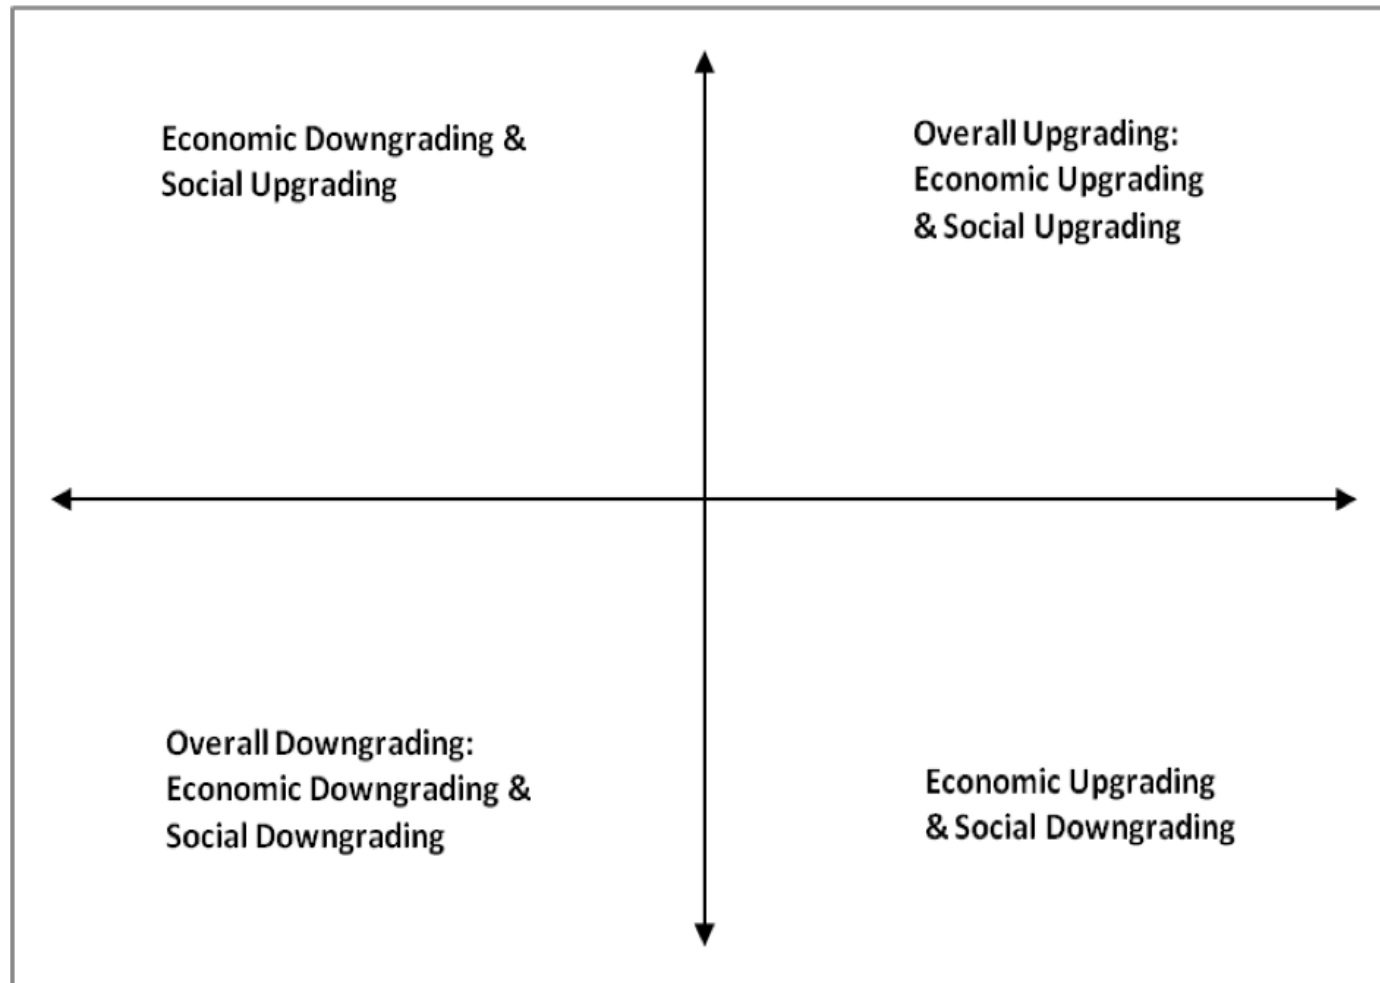 Economic Downgrading &
Social Upgrading
Overall Upgrading:
Economic Upgrading
& Social Upgrading
Overall Downgrading:
Economic Downgrading &
Social Downgrading
Economic Upgrading
& Social Downgrading